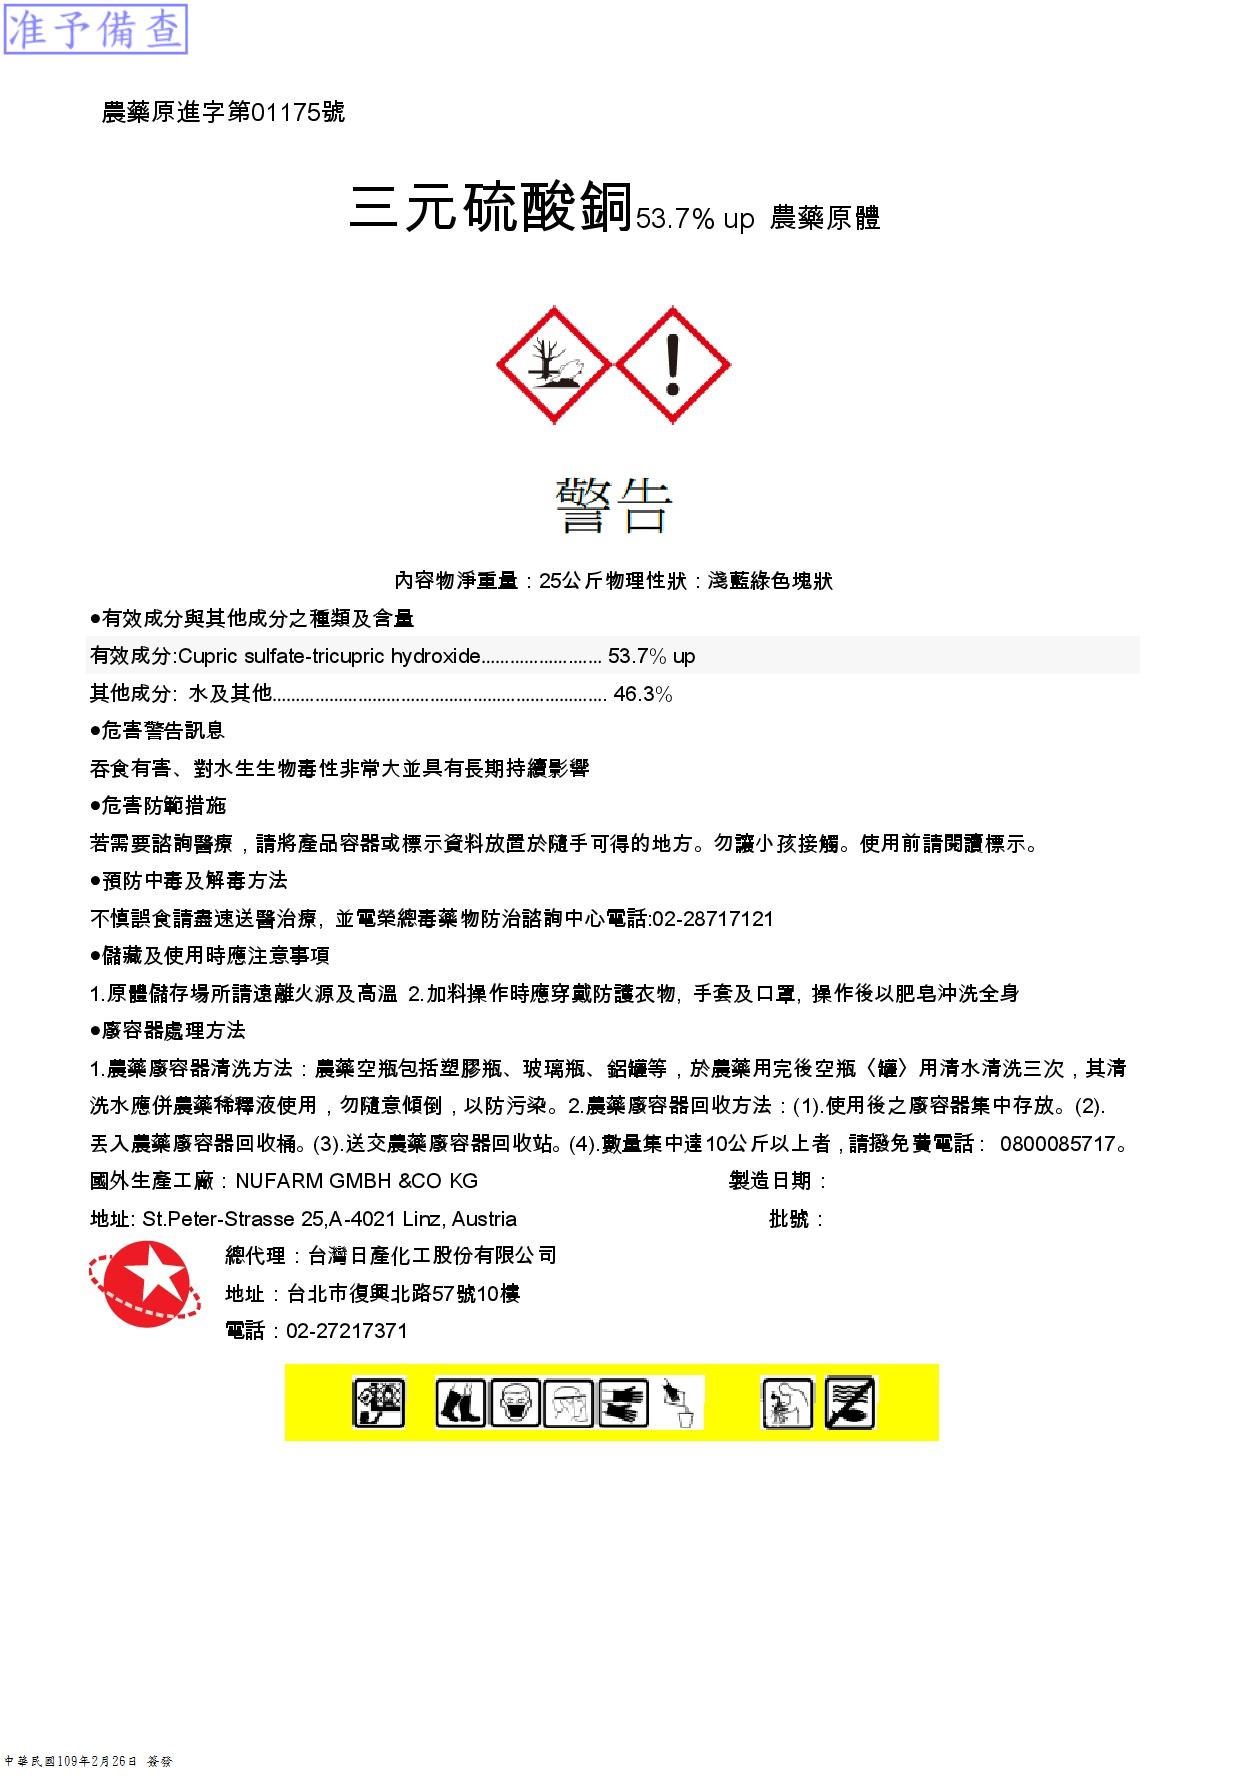 准予備查
農藥原進字第01175號
三元硫酸銅53.7% up 農藥原體
警告
內容物淨重量：25公斤物理性狀：淺藍綠色塊狀
●有效成分與其他成分之種類及含量
有效成分:Cupric sulfate-tricupric hydroxide.......................... 53.7% up
其他成分: 水及其他........................................................................ 46.3%
●危害警告訊息
吞食有害、對水生生物毒性非常大並具有長期持續影響
●危害防範措施
若需要諮詢醫療，請將產品容器或標示資料放置於隨手可得的地方。勿讓小孩接觸。使用前請閱讀標示。
●預防中毒及解毒方法
不慎誤食請盡速送醫治療, 並電榮總毒藥物防治諮詢中心電話:02-28717121
●儲藏及使用時應注意事項
1.原體儲存場所請遠離火源及高溫 2.加料操作時應穿戴防護衣物, 手套及口罩, 操作後以肥皂沖洗全身
●廢容器處理方法
1.農藥廢容器清洗方法：農藥空瓶包括塑膠瓶、玻璃瓶、鋁罐等，於農藥用完後空瓶〈罐〉用清水清洗三次，其清
洗水應併農藥稀釋液使用，勿隨意傾倒，以防污染。2.農藥廢容器回收方法：(1).使用後之廢容器集中存放。(2).
丟入農藥廢容器回收桶。(3).送交農藥廢容器回收站。(4).數量集中達10公斤以上者，請撥免費電話： 0800085717。
國外生產工廠：NUFARM GMBH &CO KG 製造日期：
地址: St.Peter-Strasse 25,A-4021 Linz, Austria 批號：
總代理：台灣日產化工股份有限公司
地址：台北市復興北路57號10樓
電話：02-27217371
中華民國109年2月26日 簽發